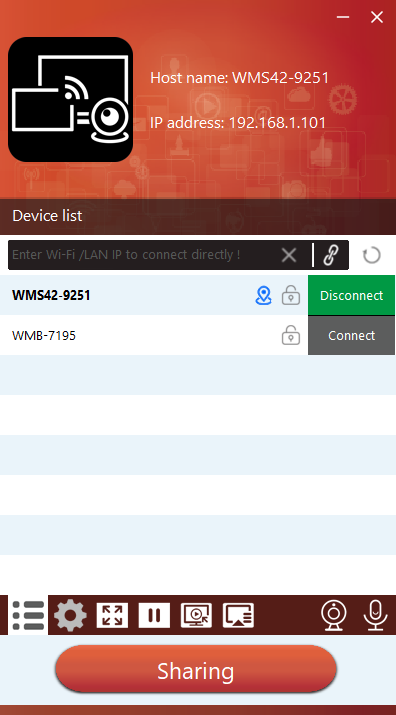 Host name: WMS42-9251
IP address: 192.168.1.101
Device list
Enter Wi-Fi /LAN IP to connect directly !
WMS42-9251 Disconnect
WMB-7195 Connect
Sharing